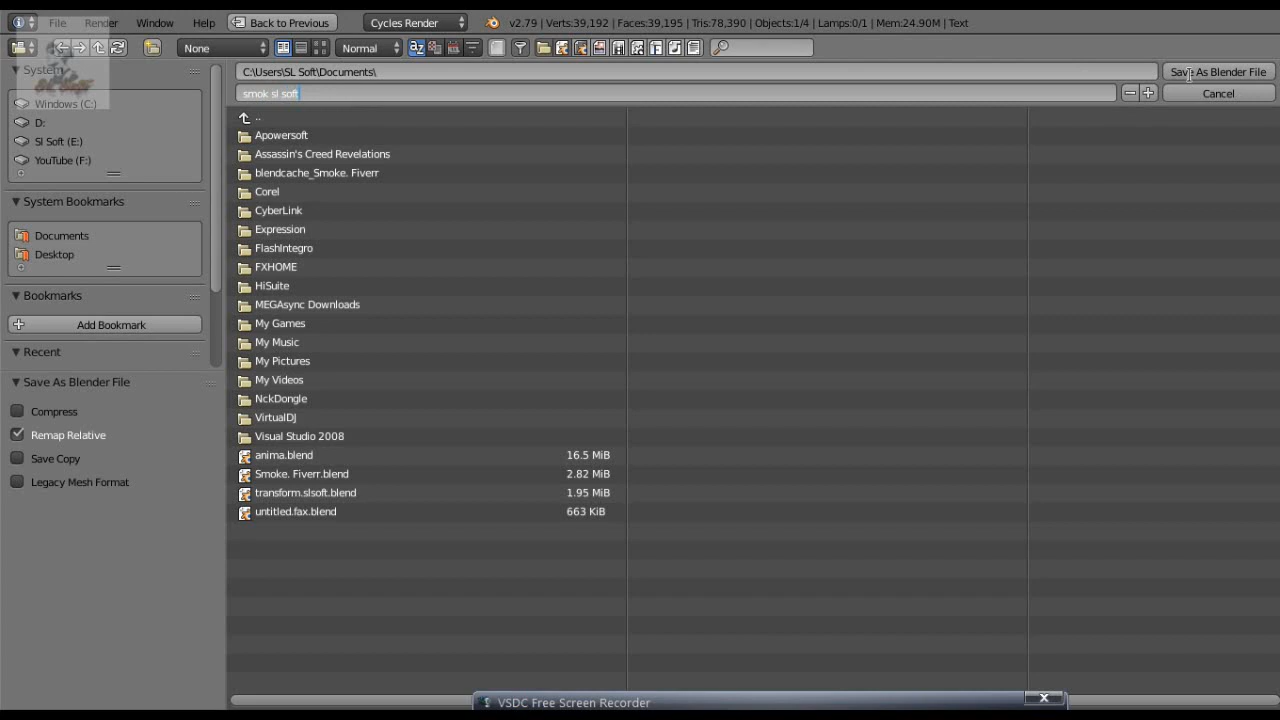 File Render Window Help Back to Previous Cycles Render v2.79 | Verts:39,192 | Faces:39,195 | Tris:78,390 | Objects:1/4 | Lamps:0/1 | Mem:24.90M | Text
None Normal
System
C:\Users\SL Soft\Documents\
Save As Blender File
smok sl soft
Cancel
Windows (C:)
D:
Sl Soft (E:)
YouTube (F:)
System Bookmarks
Documents
Desktop
Bookmarks
Add Bookmark
Recent
Save As Blender File
Compress
Remap Relative
Save Copy
Legacy Mesh Format
..
Apowersoft
Assassin's Creed Revelations
blendcache_Smoke. Fiverr
Corel
CyberLink
Expression
FlashIntegro
FXHOME
HiSuite
MEGAsync Downloads
My Games
My Music
My Pictures
My Videos
NckDongle
VirtualDJ
Visual Studio 2008
anima.blend 16.5 MiB
Smoke. Fiverr.blend 2.82 MiB
transform.slsoft.blend 1.95 MiB
untitled.fax.blend 663 KiB
VSDC Free Screen Recorder